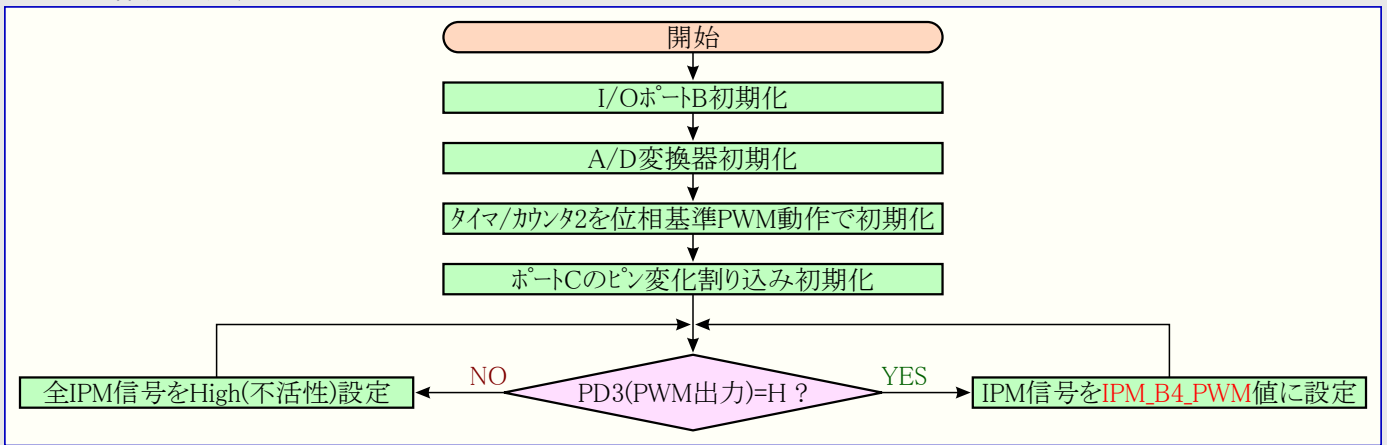 開始
I/OポートB初期化
A/D変換器初期化
タイマ/カウンタ2を位相基準PWM動作で初期化
ポートCのピン変化割り込み初期化
NO
PD3(PWM出力)=H ?
YES
全IPM信号をHigh(不活性)設定
IPM信号をIPM_B4_PWM値に設定